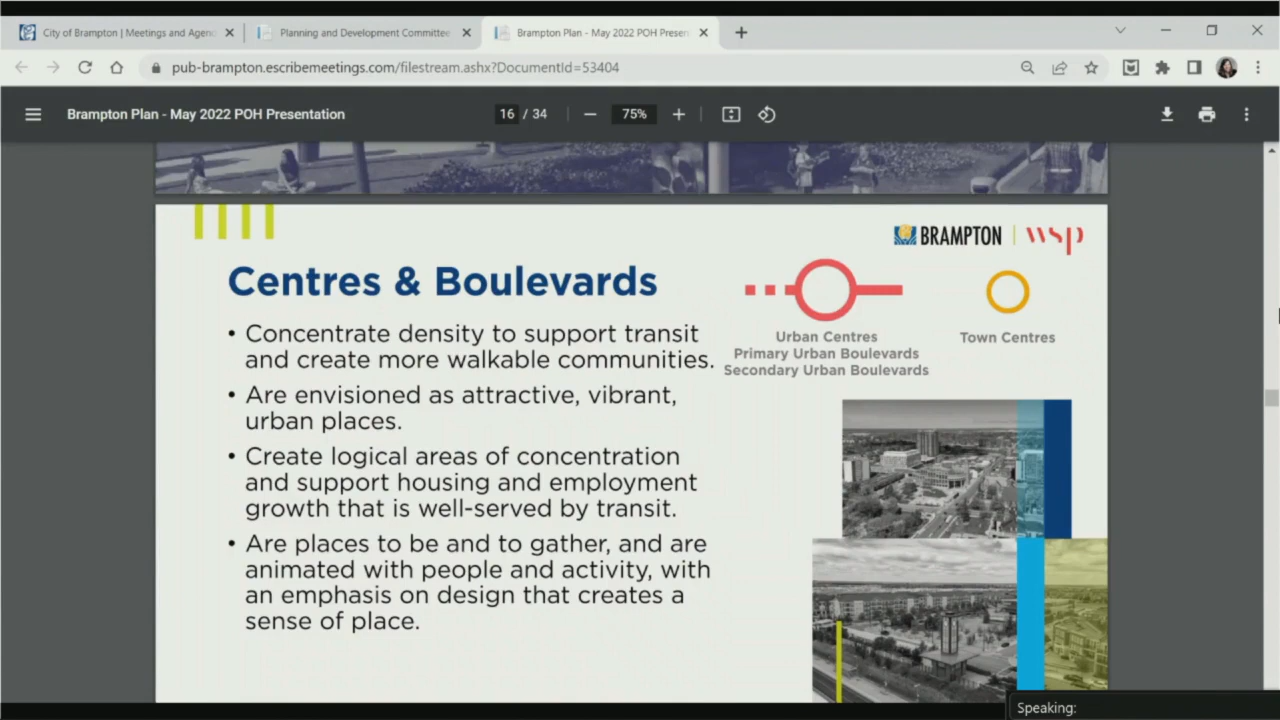 City of Brampton | Meetings and Agen
Planning and Development Committee
Brampton Plan - May 2022 POH Presen
pub-brampton.escribemeetings.com/filestream.ashx?DocumentId=53404
Brampton Plan - May 2022 POH Presentation
16 / 34
75%
BRAMPTON
wsp
Centres & Boulevards
• Concentrate density to support transit
and create more walkable communities.
• Are envisioned as attractive, vibrant,
urban places.
• Create logical areas of concentration
and support housing and employment
growth that is well-served by transit.
• Are places to be and to gather, and are
animated with people and activity, with
an emphasis on design that creates a
sense of place.
Urban Centres
Primary Urban Boulevards
Secondary Urban Boulevards
Town Centres
Speaking: